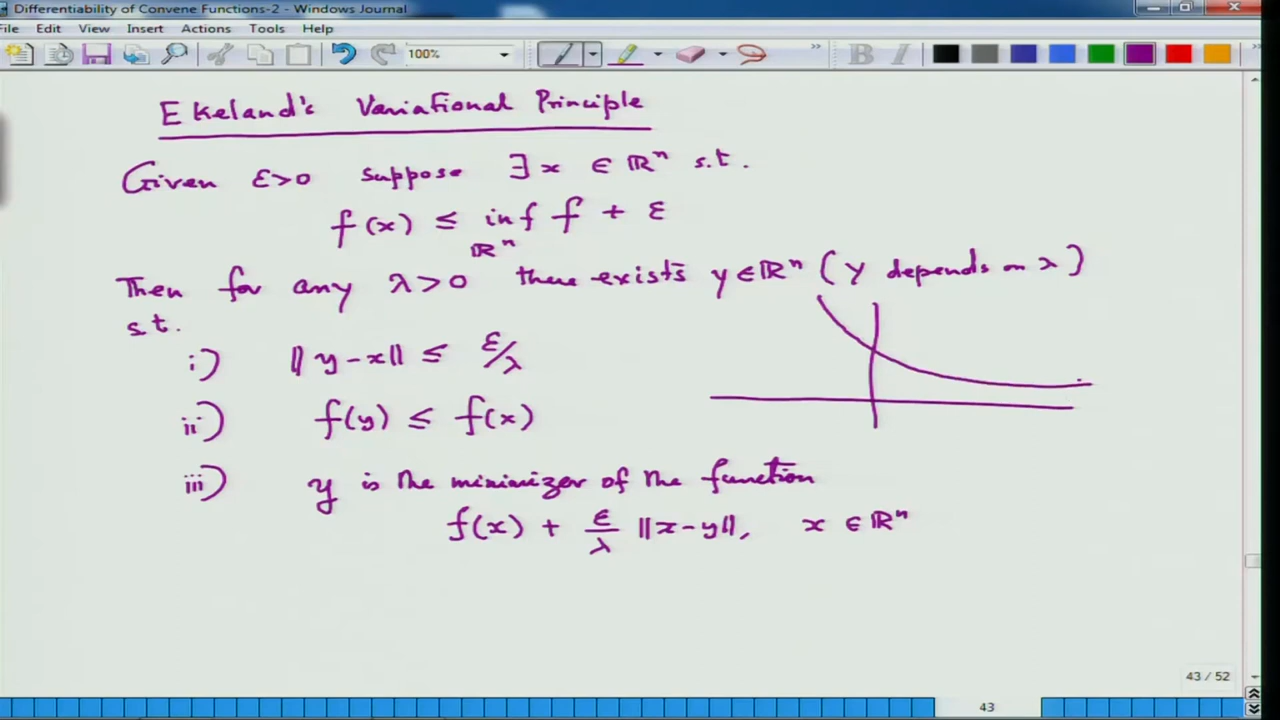 Differentiability of Convene Functions-2 - Windows Journal
File Edit View Insert Actions Tools Help
100%
Ekeland's Variational Principle
Given ε>0 suppose ∃ x ∈ ℝⁿ s.t.
f(x) ≤ inf f + ε
ℝⁿ
Then for any λ>0 there exists y∈ℝⁿ (y depends on λ)
s.t.
i) ‖y-x‖ ≤ ε/λ
ii) f(y) ≤ f(x)
iii) y is the minimizer of the function
f(x) + ε/λ ‖x-y‖, x ∈ ℝⁿ
43 / 52
43